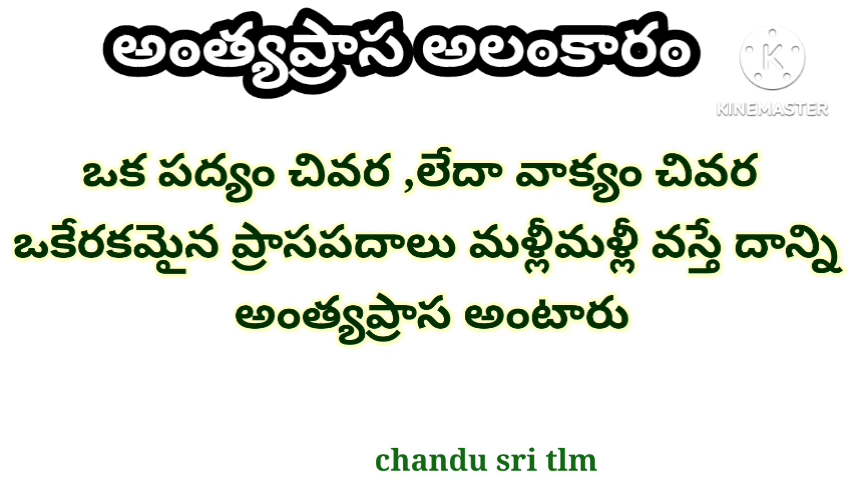 అంత్యప్రాస అలంకారం
KINEMASTER
ఒక పద్యం చివర ,లేదా వాక్యం చివర
ఒకేరకమైన ప్రాసపదాలు మళ్లీమళ్లీ వస్తే దాన్ని
అంత్యప్రాస అంటారు
chandu sri tlm